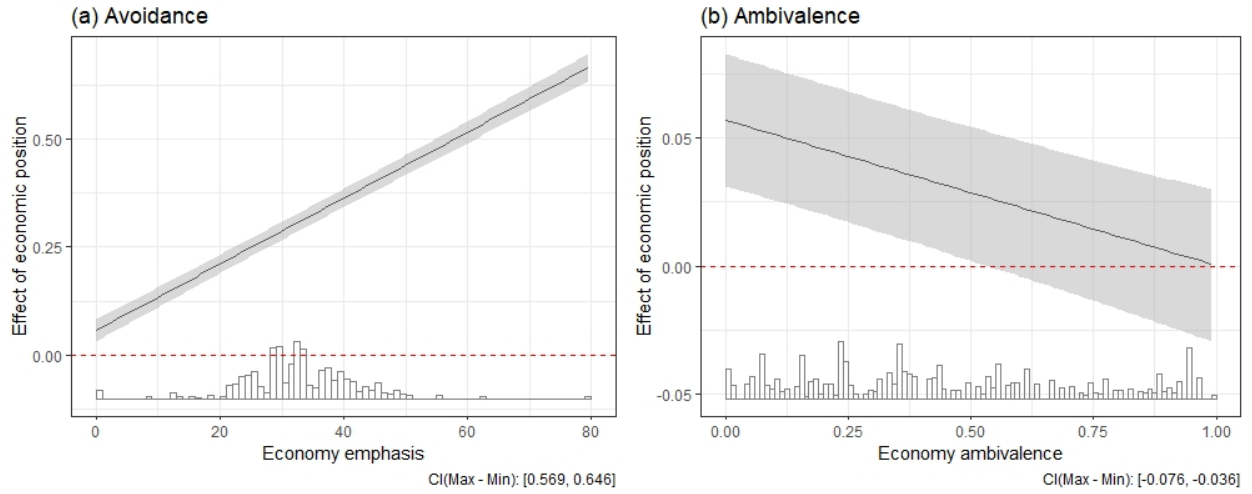 (a) Avoidance
Effect of economic position
0.50
0.25
0.00
0 20 40 60 80
Economy emphasis
CI(Max - Min): [0.569, 0.646]
(b) Ambivalence
Effect of economic position
0.05
0.00
-0.05
0.00 0.25 0.50 0.75 1.00
Economy ambivalence
CI(Max - Min): [-0.076, -0.036]